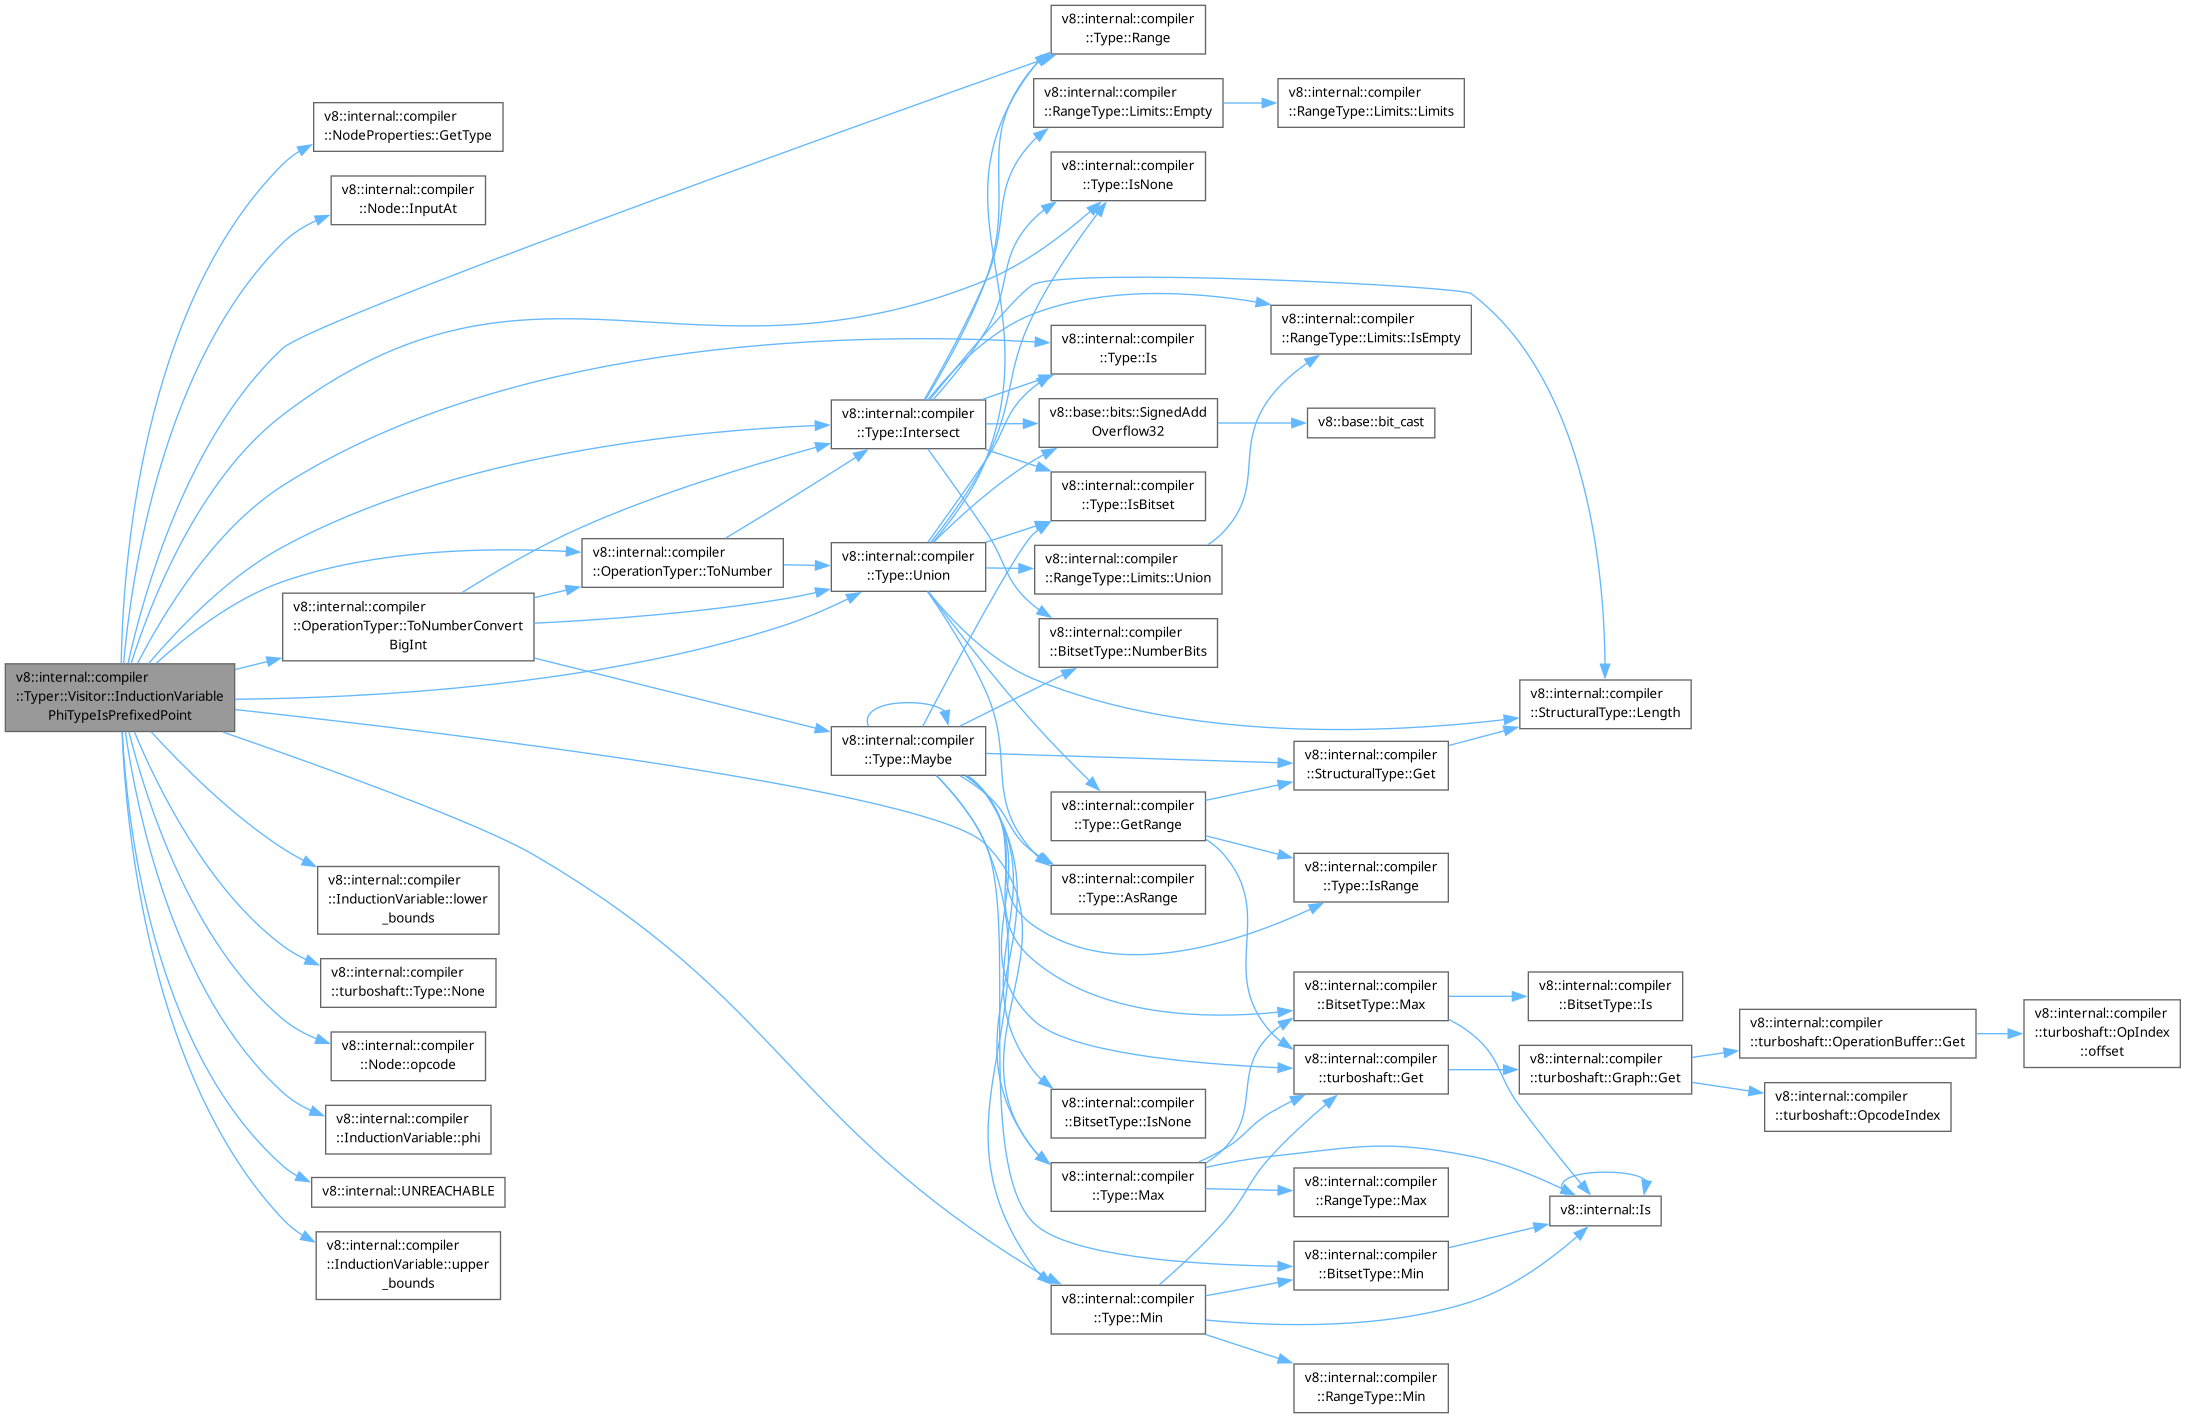 v8::internal::compiler
::Typer::Visitor::InductionVariable
PhiTypeIsPrefixedPoint
v8::internal::compiler
::NodeProperties::GetType
v8::internal::compiler
::Node::InputAt
v8::internal::compiler
::OperationTyper::ToNumberConvert
BigInt
v8::internal::compiler
::InductionVariable::lower
_bounds
v8::internal::compiler
::turboshaft::Type::None
v8::internal::compiler
::Node::opcode
v8::internal::compiler
::InductionVariable::phi
v8::internal::UNREACHABLE
v8::internal::compiler
::InductionVariable::upper
_bounds
v8::internal::compiler
::OperationTyper::ToNumber
v8::internal::compiler
::Type::Intersect
v8::internal::compiler
::Type::Union
v8::internal::compiler
::Type::Maybe
v8::internal::compiler
::Type::Range
v8::internal::compiler
::RangeType::Limits::Empty
v8::internal::compiler
::Type::IsNone
v8::internal::compiler
::Type::Is
v8::base::bits::SignedAdd
Overflow32
v8::internal::compiler
::Type::IsBitset
v8::internal::compiler
::RangeType::Limits::Union
v8::internal::compiler
::BitsetType::NumberBits
v8::internal::compiler
::Type::GetRange
v8::internal::compiler
::Type::AsRange
v8::internal::compiler
::BitsetType::IsNone
v8::internal::compiler
::Type::Max
v8::internal::compiler
::Type::Min
v8::internal::compiler
::RangeType::Limits::Limits
v8::internal::compiler
::RangeType::Limits::IsEmpty
v8::base::bit_cast
v8::internal::compiler
::StructuralType::Get
v8::internal::compiler
::Type::IsRange
v8::internal::compiler
::BitsetType::Max
v8::internal::compiler
::turboshaft::Get
v8::internal::compiler
::RangeType::Max
v8::internal::compiler
::BitsetType::Min
v8::internal::compiler
::RangeType::Min
v8::internal::compiler
::StructuralType::Length
v8::internal::compiler
::BitsetType::Is
v8::internal::compiler
::turboshaft::Graph::Get
v8::internal::Is
v8::internal::compiler
::turboshaft::OperationBuffer::Get
v8::internal::compiler
::turboshaft::OpcodeIndex
v8::internal::compiler
::turboshaft::OpIndex
::offset